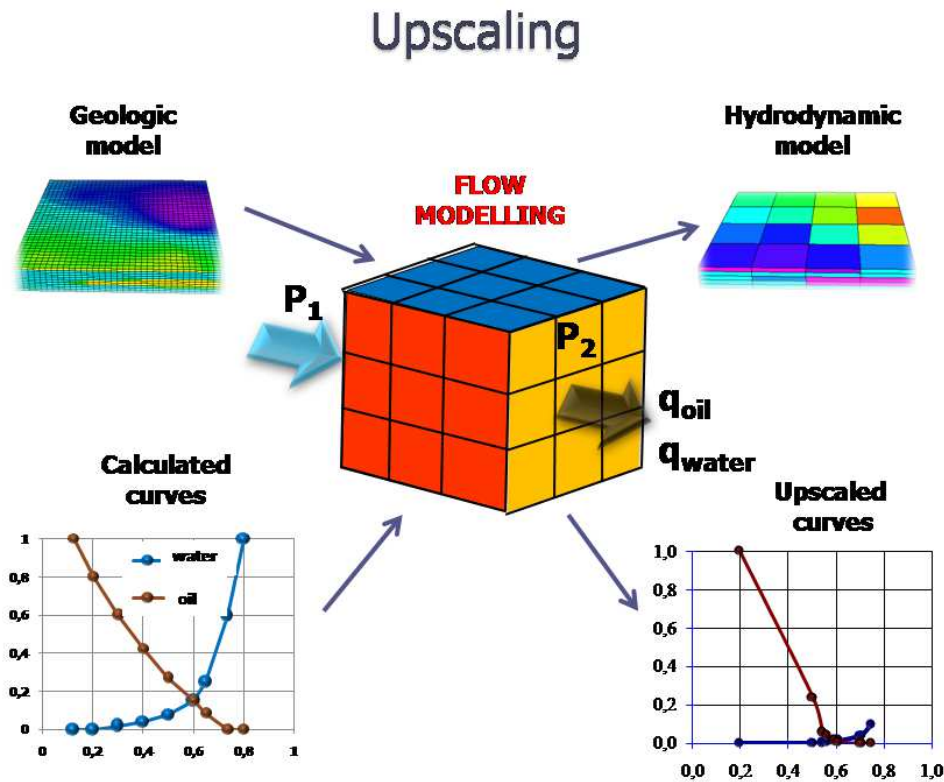 Upscaling
Geologic
model
Hydrodynamic
model
FLOW
MODELLING
P1
P2
qoil
qwater
Calculated
curves
1
0,8
0,6
0,4
0,2
0
0
0,2
0,4
0,6
0,8
1
water
oil
Upscaled
curves
1,0
0,8
0,6
0,4
0,2
0,0
0,0
0,2
0,4
0,6
0,8
1,0